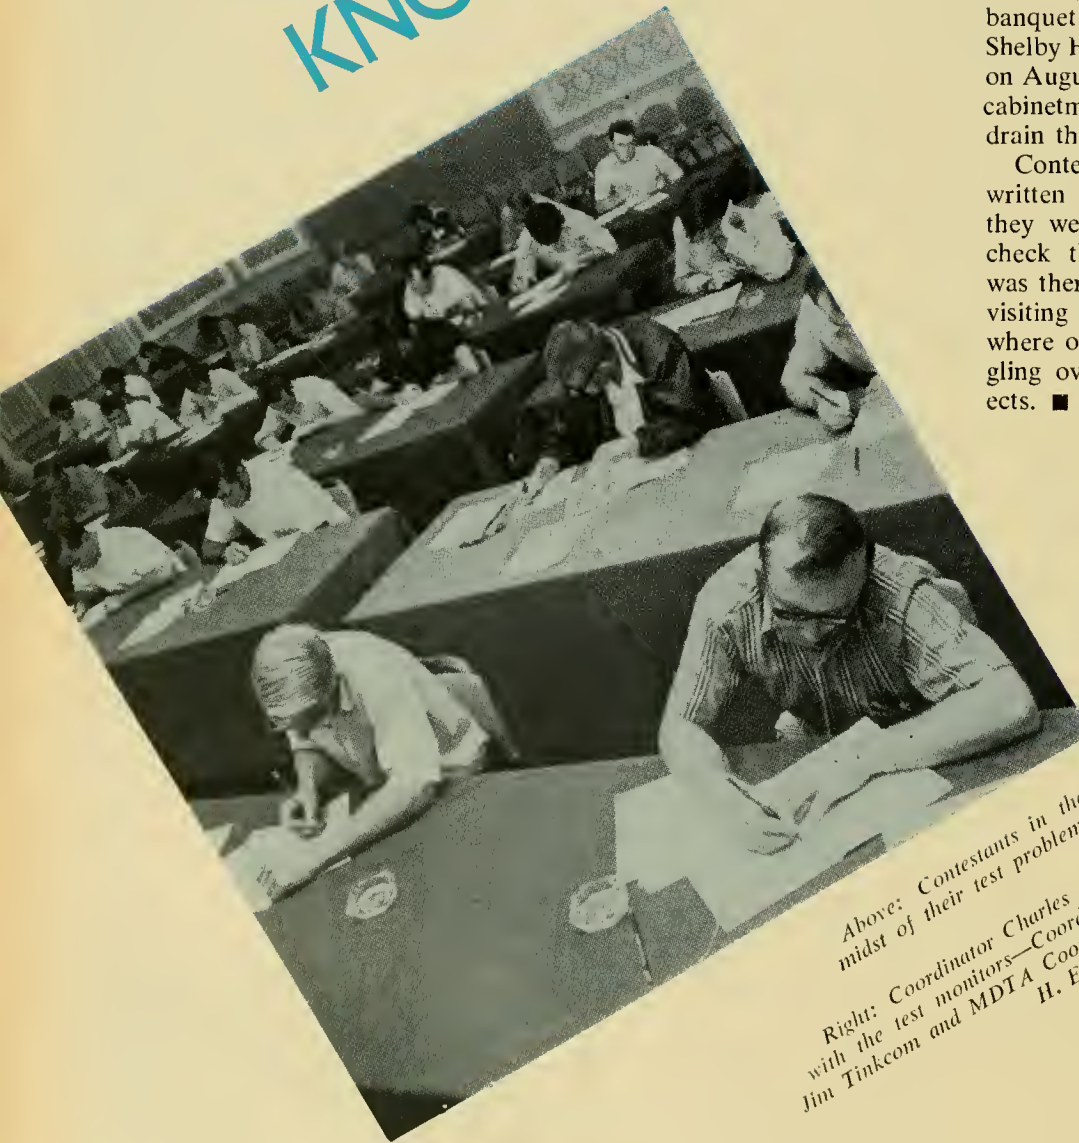 KNO
banquet
Shelby H
on Augu
cabinetm
drain th
Conte
written
they we
check t
was ther
visiting
where o
gling ov
ects. ■
Above: Contestants in the
midst of their test problem
Right: Coordinator Charles
with the test monitors—Coor
Jim Tinkcom and MDTA Coo
H. E